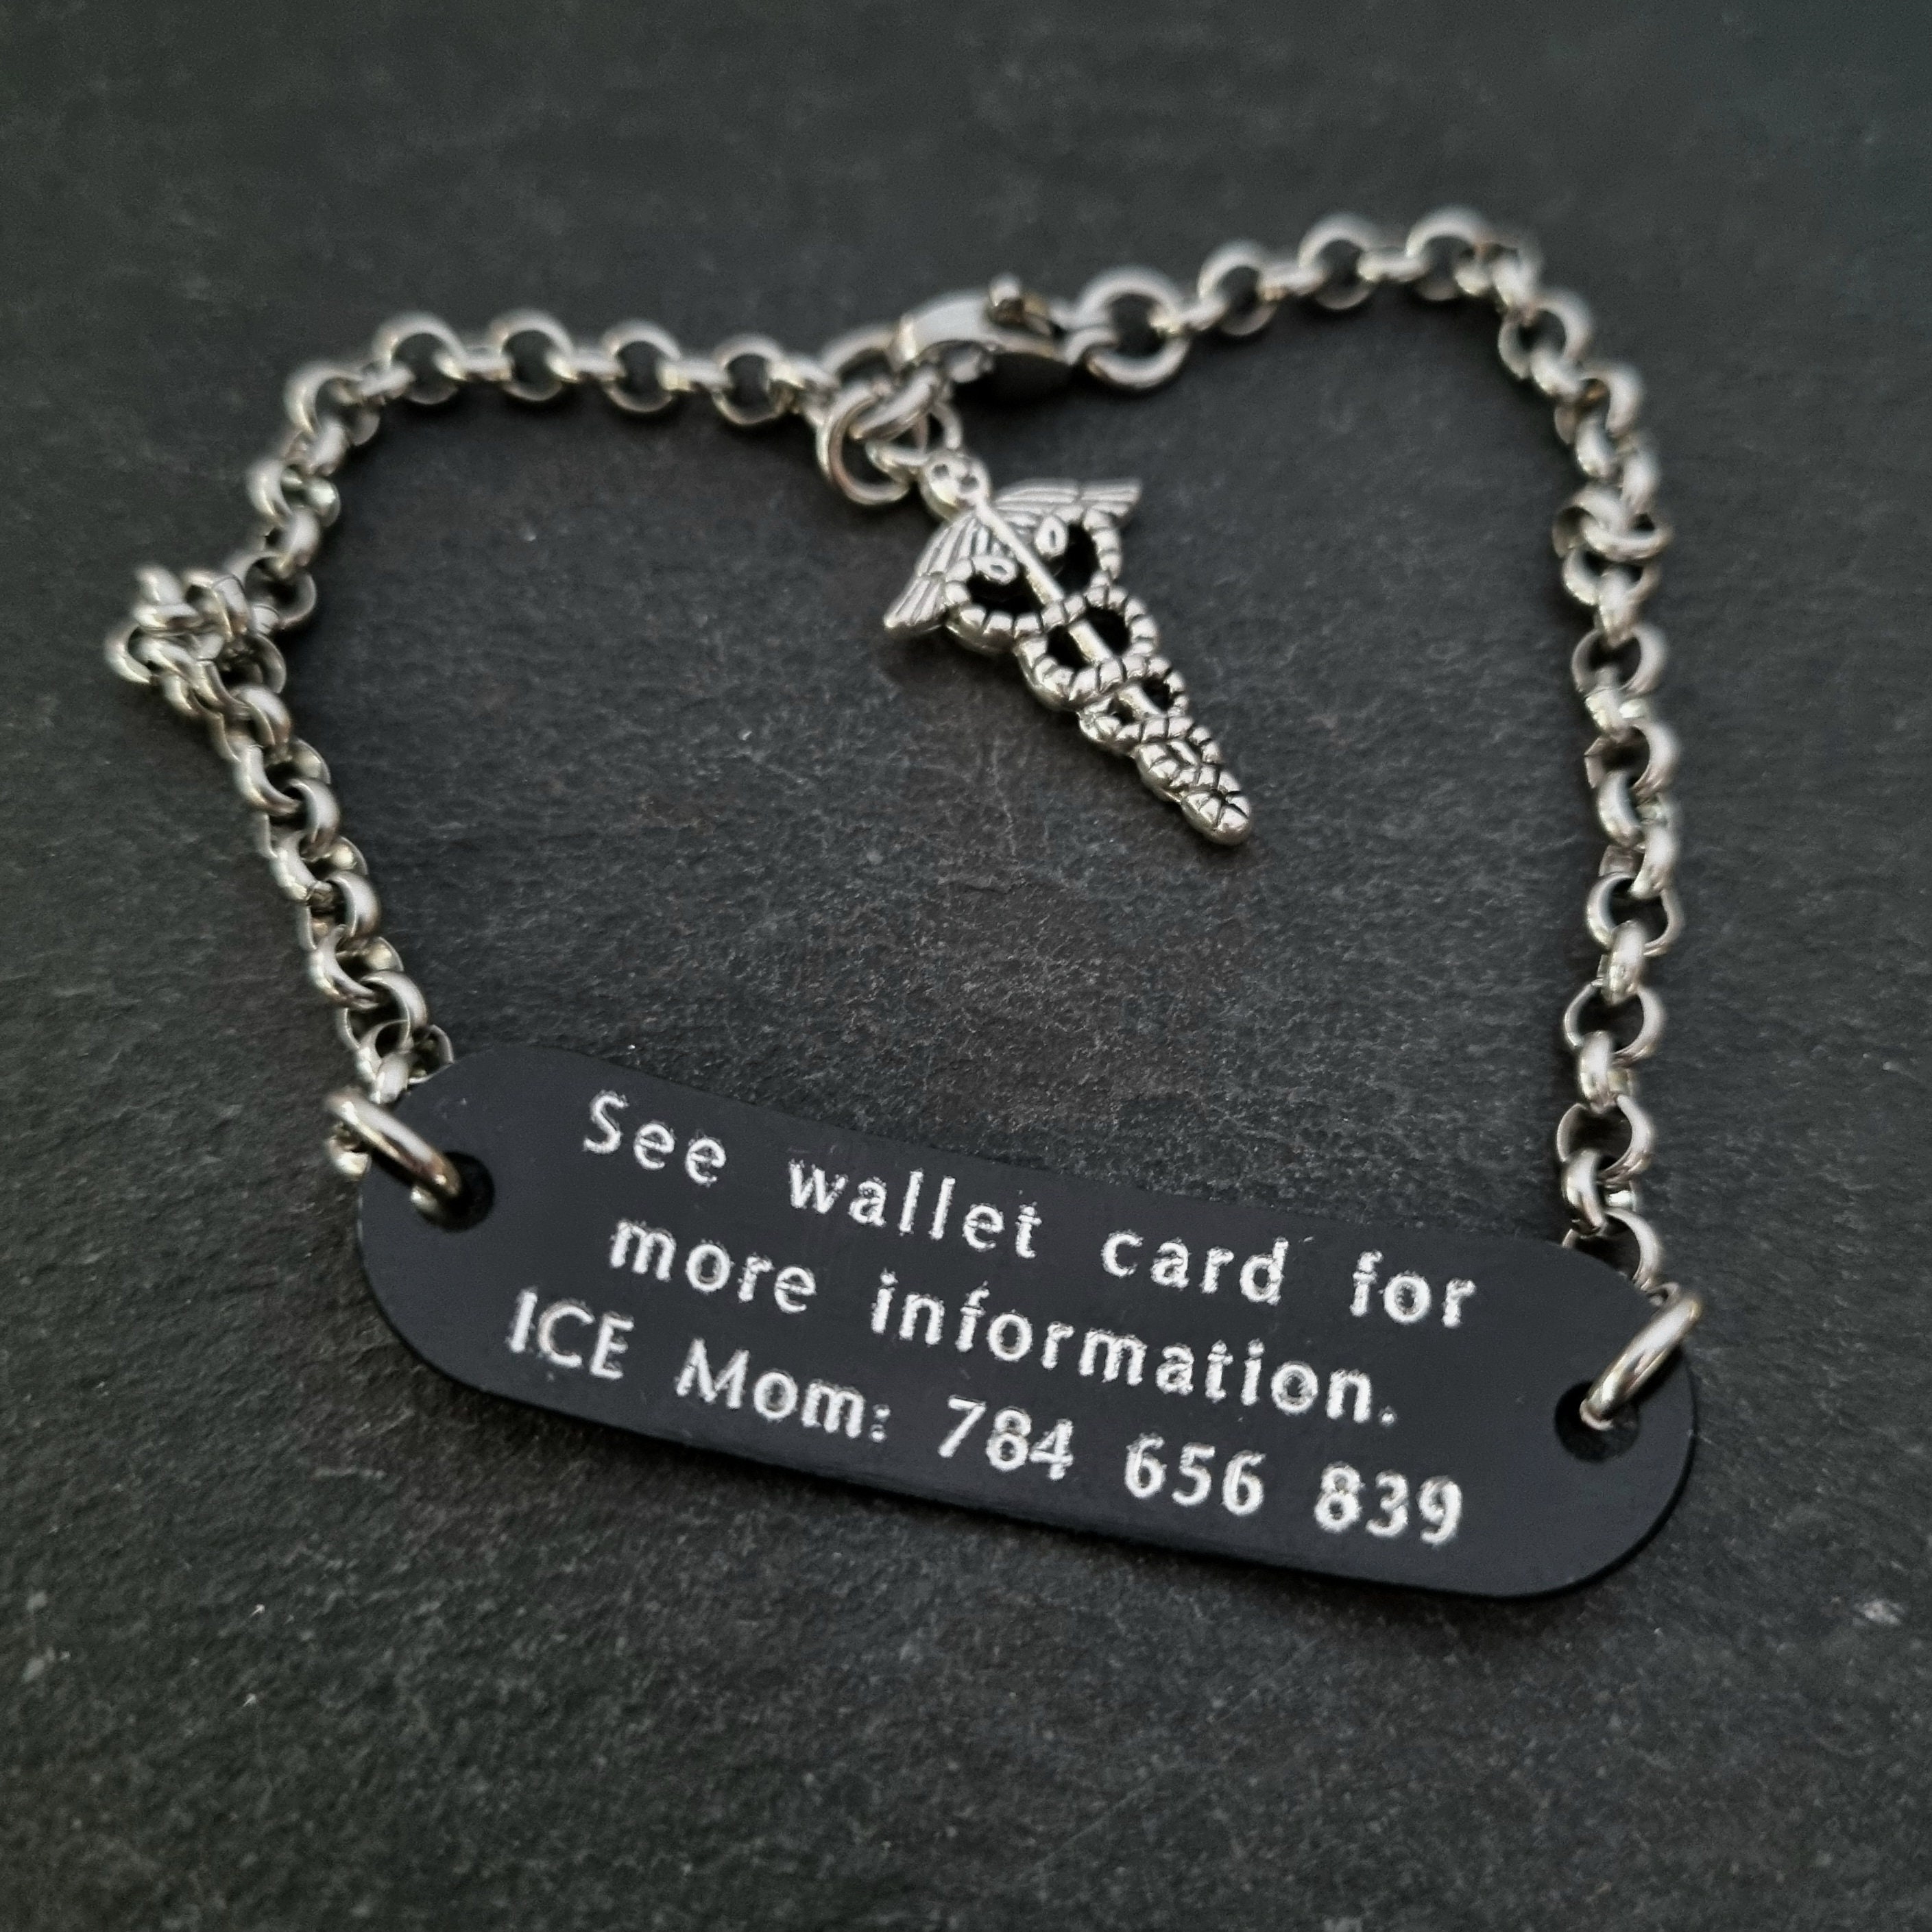 See wallet card for
more information.
ICE Mom: 784 656 839